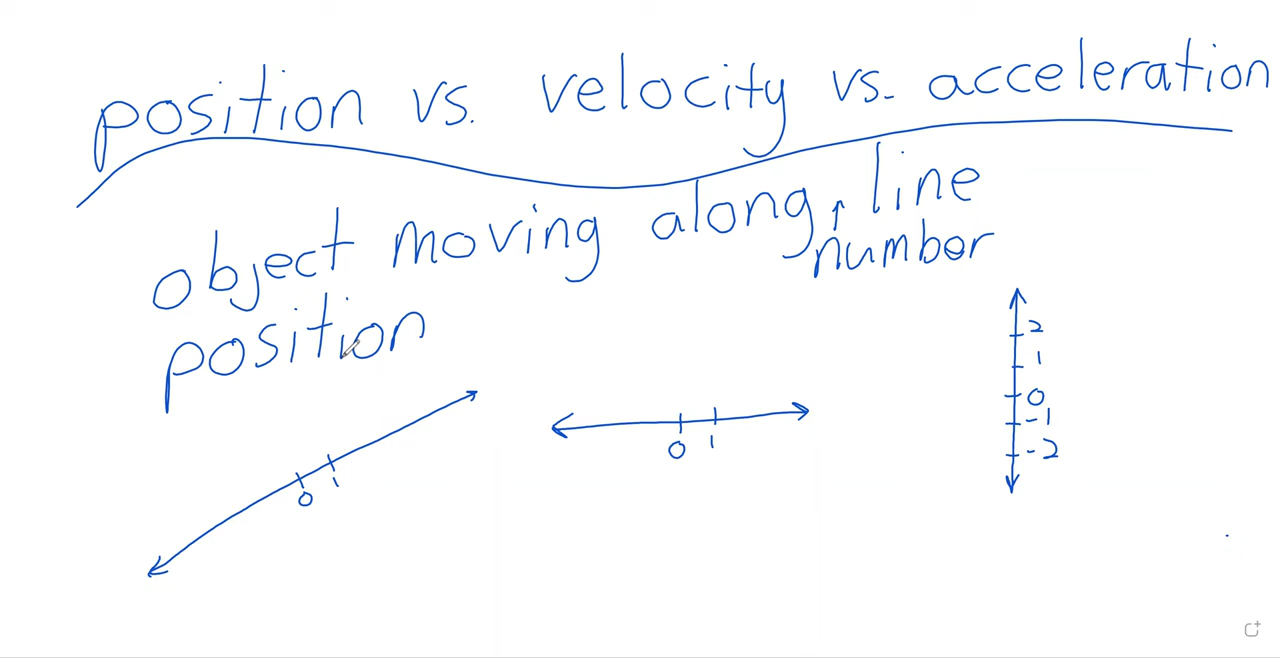 position vs. velocity vs. acceleration
object moving along line
number
position
0 1
0 1
2
1
0
-1
-2